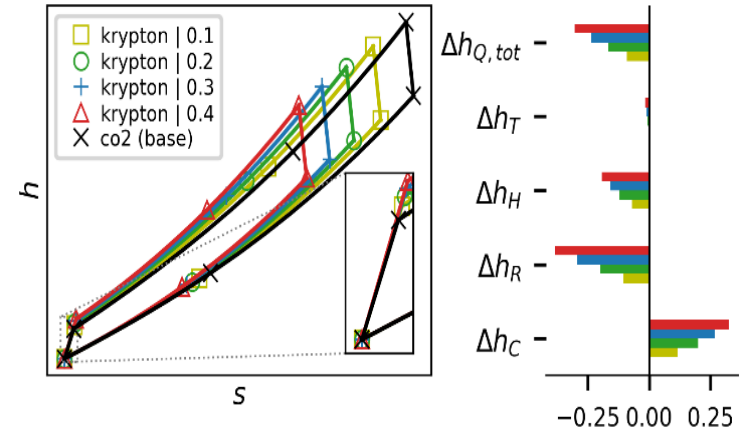 krypton | 0.1
krypton | 0.2
krypton | 0.3
krypton | 0.4
co2 (base)
h
s
Δh_{Q, tot}
Δh_T
Δh_H
Δh_R
Δh_C
−0.25 0.00 0.25